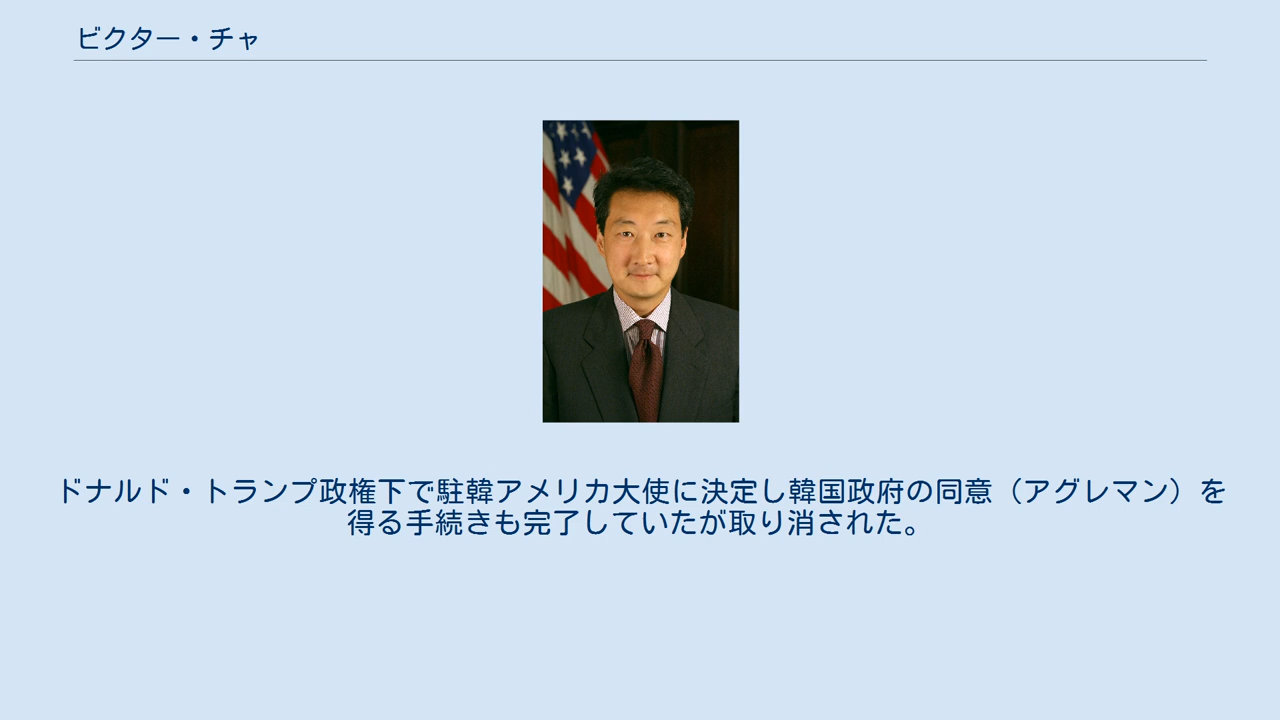 ビクター・チャ
ドナルド・トランプ政権下で駐韓アメリカ大使に決定し韓国政府の同意（アグレマン）を
得る手続きも完了していたが取り消された。